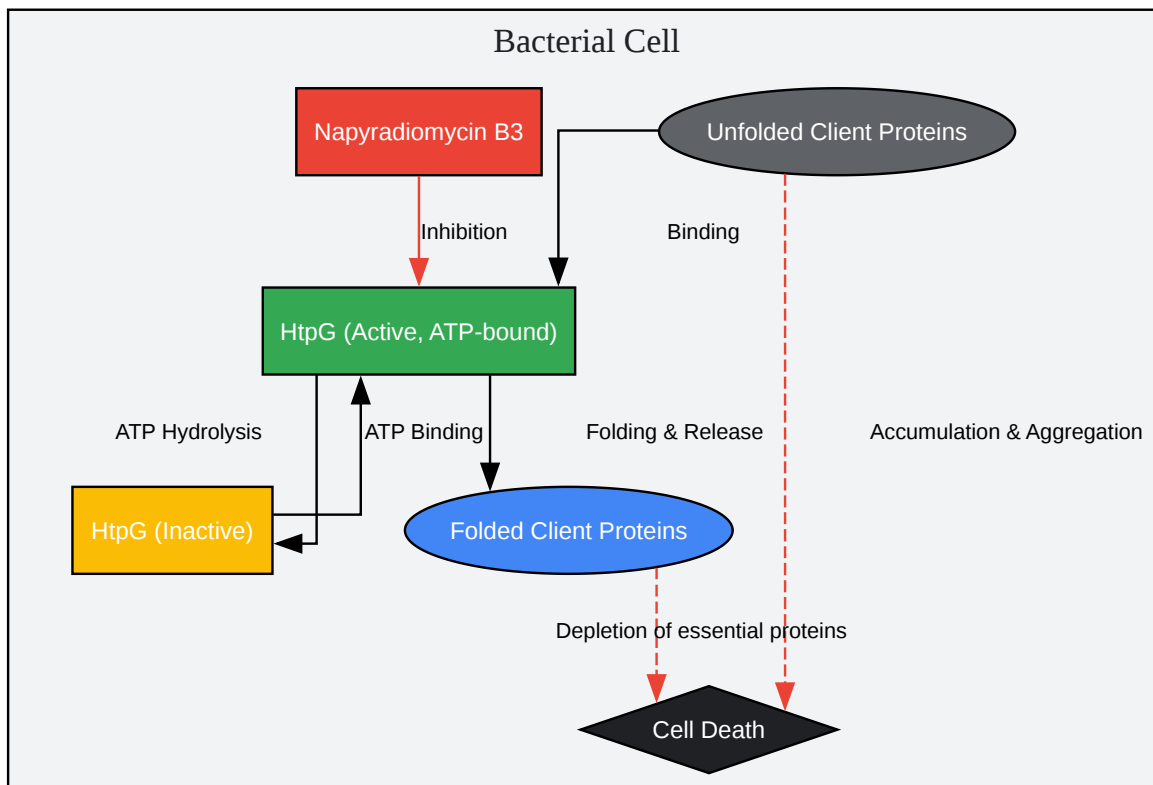 Bacterial Cell
Napyradiomycin B3
Unfolded Client Proteins
Inhibition
Binding
HtpG (Active, ATP-bound)
ATP Hydrolysis
ATP Binding
Folding & Release
Accumulation & Aggregation
HtpG (Inactive)
Folded Client Proteins
Depletion of essential proteins
Cell Death